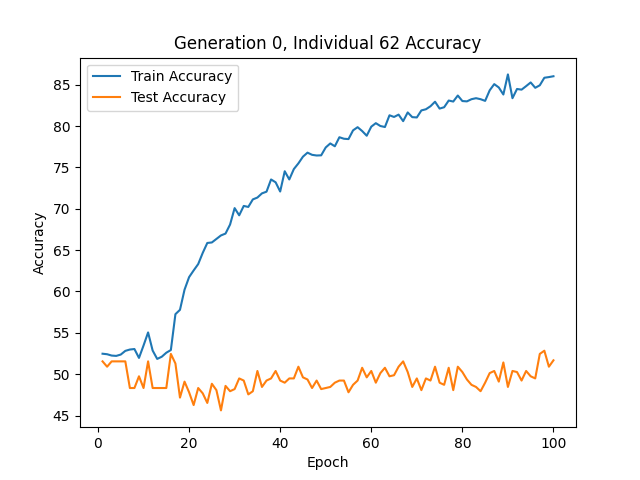 Generation 0, Individual 62 Accuracy
Train Accuracy
Test Accuracy
Accuracy
85
80
75
70
65
60
55
50
45
0 20 40 60 80 100
Epoch